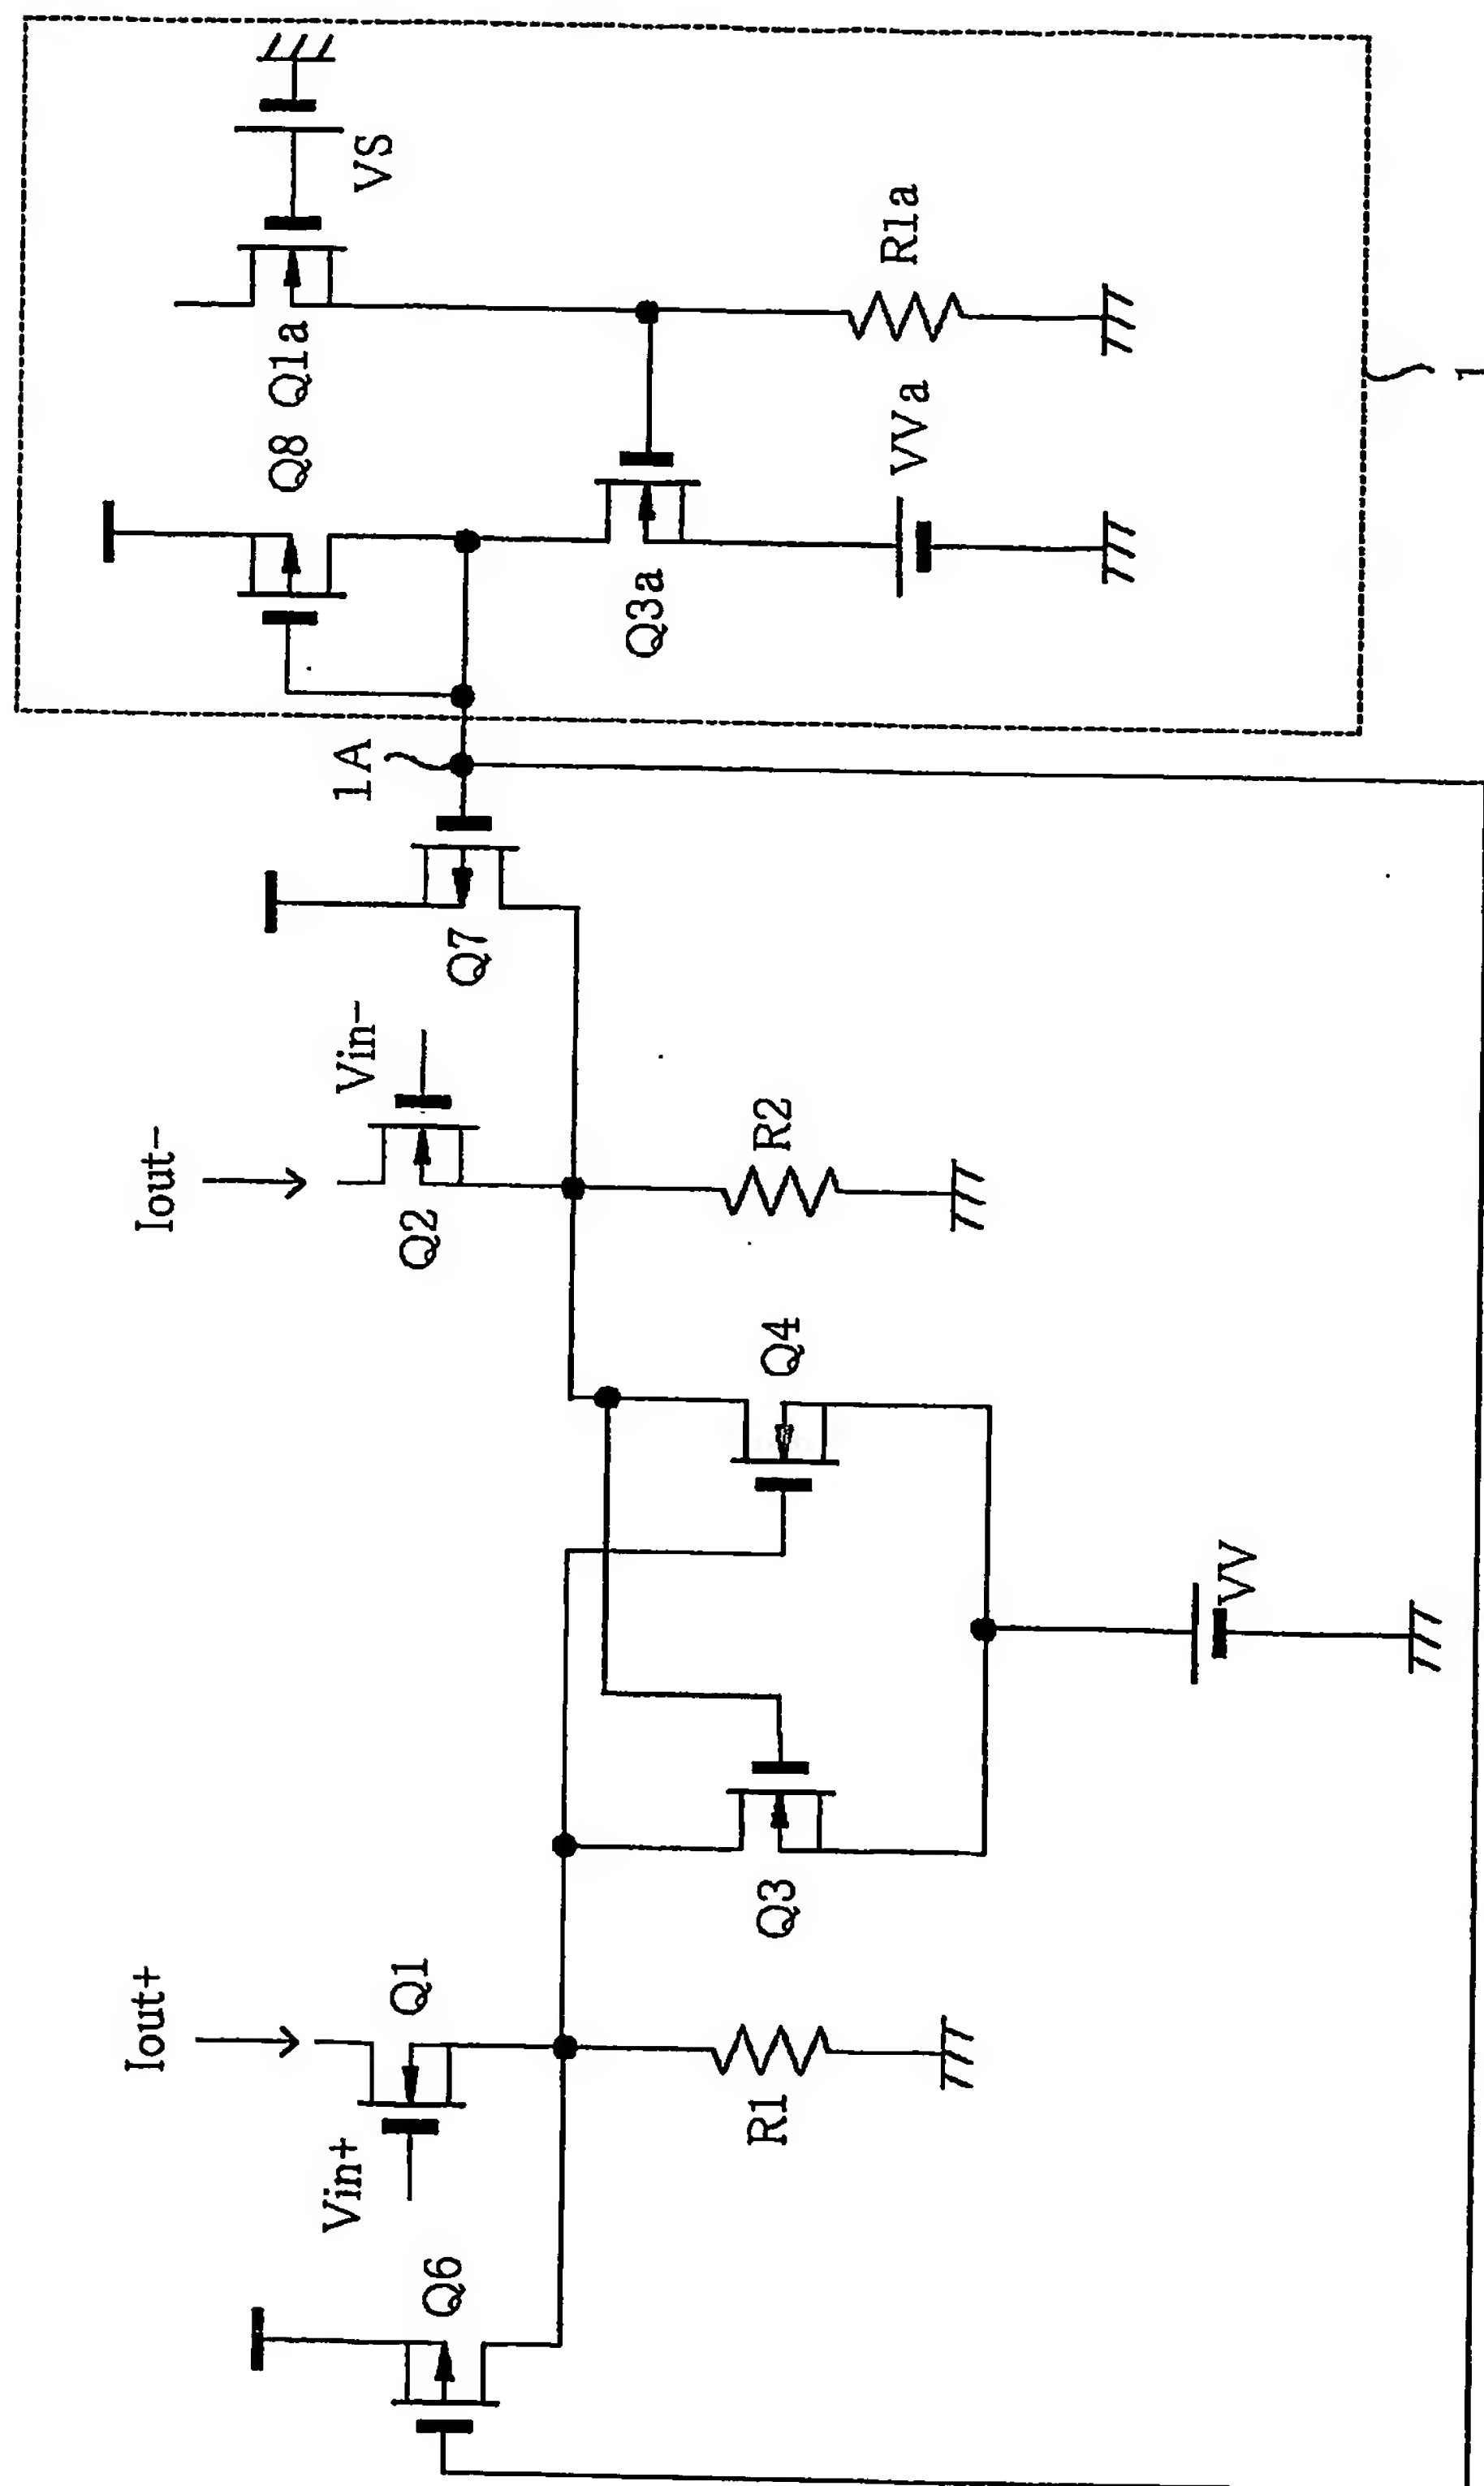 VS
R1a
Q8 Q1a
VVa
Q3a
1
1A
Q7
Vin-
Iout-
Q2
R2
Q4
VV
Q3
Iout+
Q1
Vin+
R1
Q6